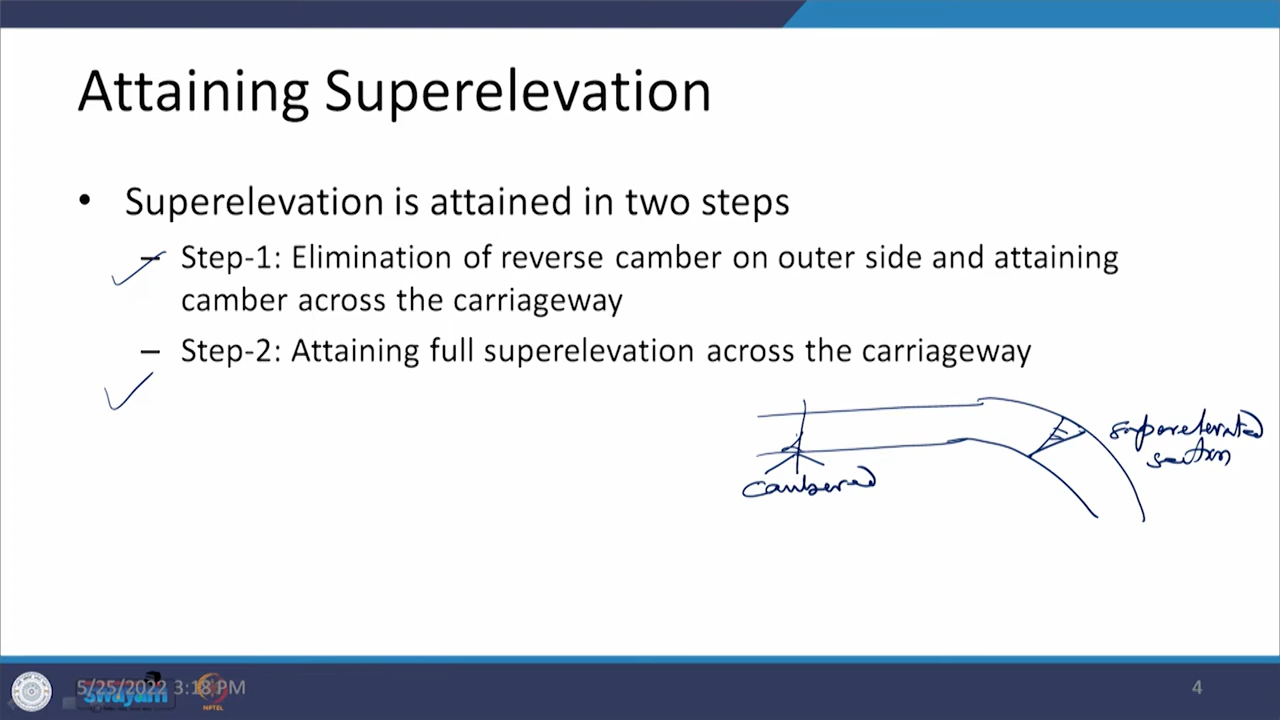 Attaining Superelevation
• Superelevation is attained in two steps
– Step-1: Elimination of reverse camber on outer side and attaining
camber across the carriageway
– Step-2: Attaining full superelevation across the carriageway
superelevated
section
cambered
5/25/2022 3:18 PM
swayam
NPTEL
4